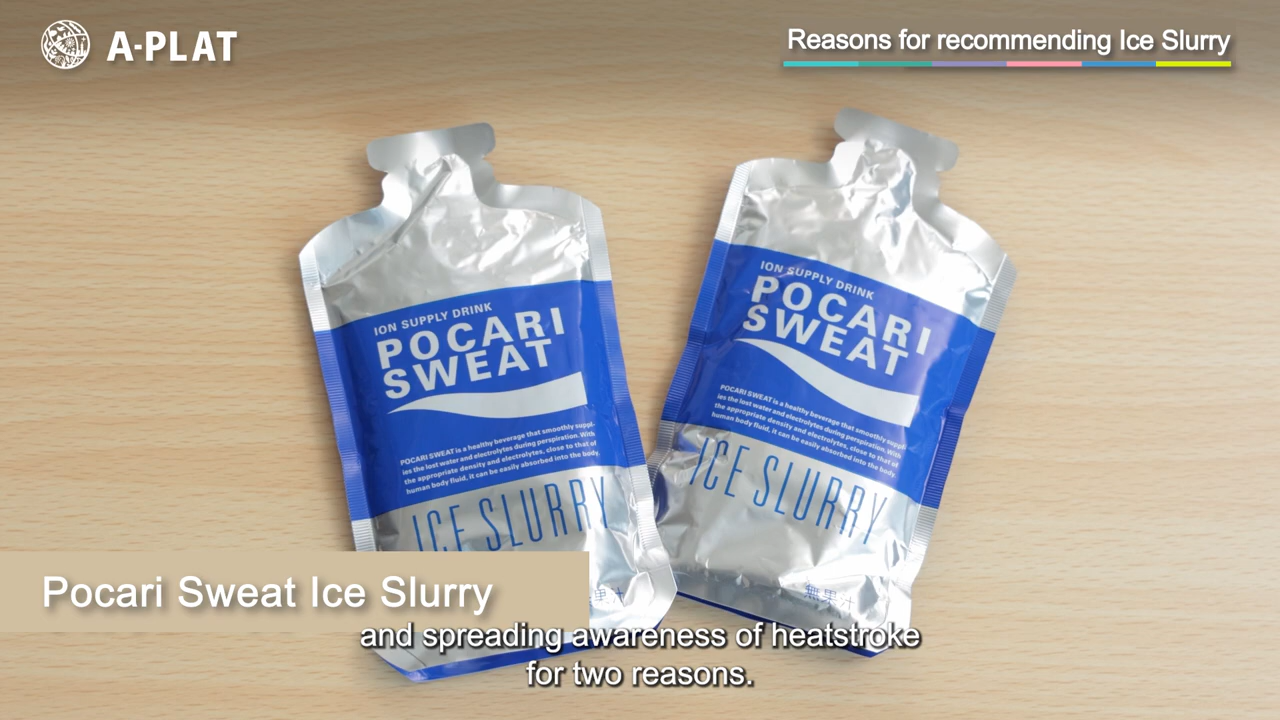 A-PLAT
Reasons for recommending Ice Slurry
ION SUPPLY DRINK
POCARI
SWEAT
POCARI SWEAT is a healthy beverage that smoothly suppl-
ies the lost water and electrolytes during perspiration. With
the appropriate density and electrolytes, close to that of
human body fluid, it can be easily absorbed into the body.
ICE SLURRY
果汁
ION SUPPLY DRINK
POCARI
SWEAT
POCARI SWEAT is a healthy beverage that smoothly suppl-
ies the lost water and electrolytes during perspiration. With
the appropriate density and electrolytes, close to that of
human body fluid, it can be easily absorbed into the body.
ICE SLURRY
無果汁
Pocari Sweat Ice Slurry
and spreading awareness of heatstroke
for two reasons.